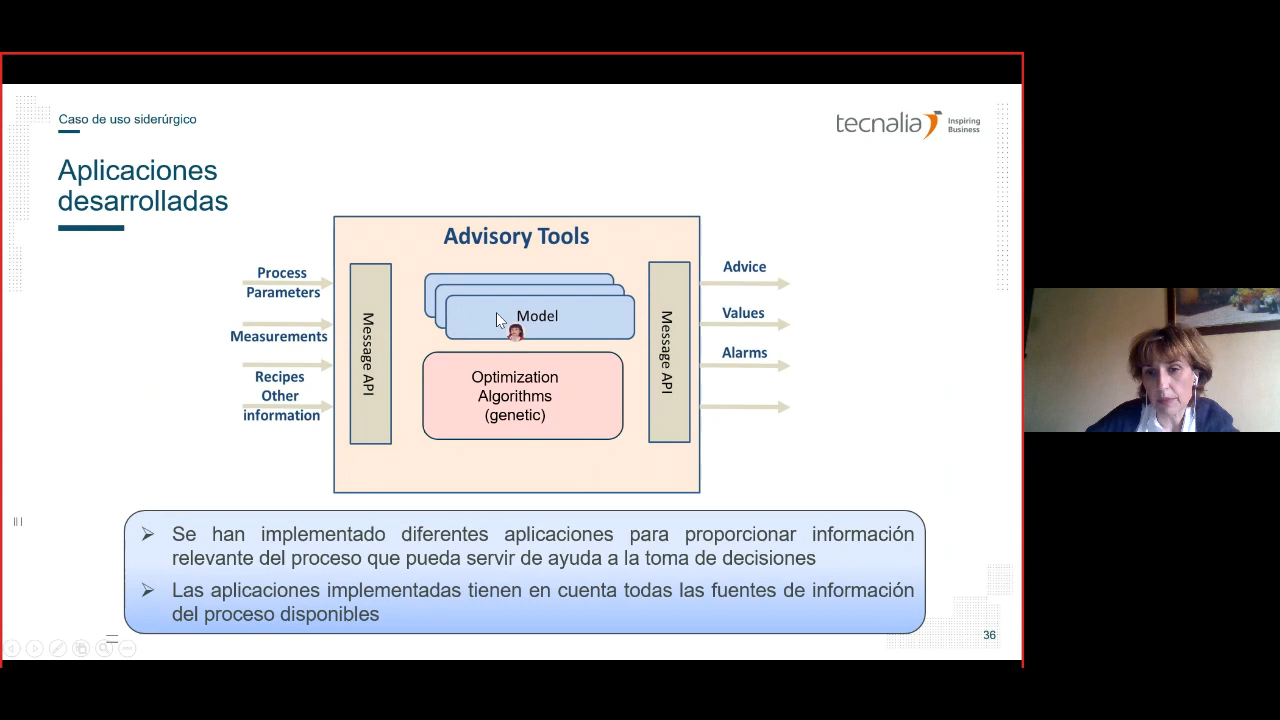 Caso de uso siderúrgico
tecnalia Inspiring
Business
Aplicaciones
desarrolladas
Advisory Tools
Process
Parameters
Measurements
Recipes
Other
information
Message API
Model
Optimization
Algorithms
(genetic)
Message API
Advice
Values
Alarms
Se han implementado diferentes aplicaciones para proporcionar información
relevante del proceso que pueda servir de ayuda a la toma de decisiones
Las aplicaciones implementadas tienen en cuenta todas las fuentes de información
del proceso disponibles
36